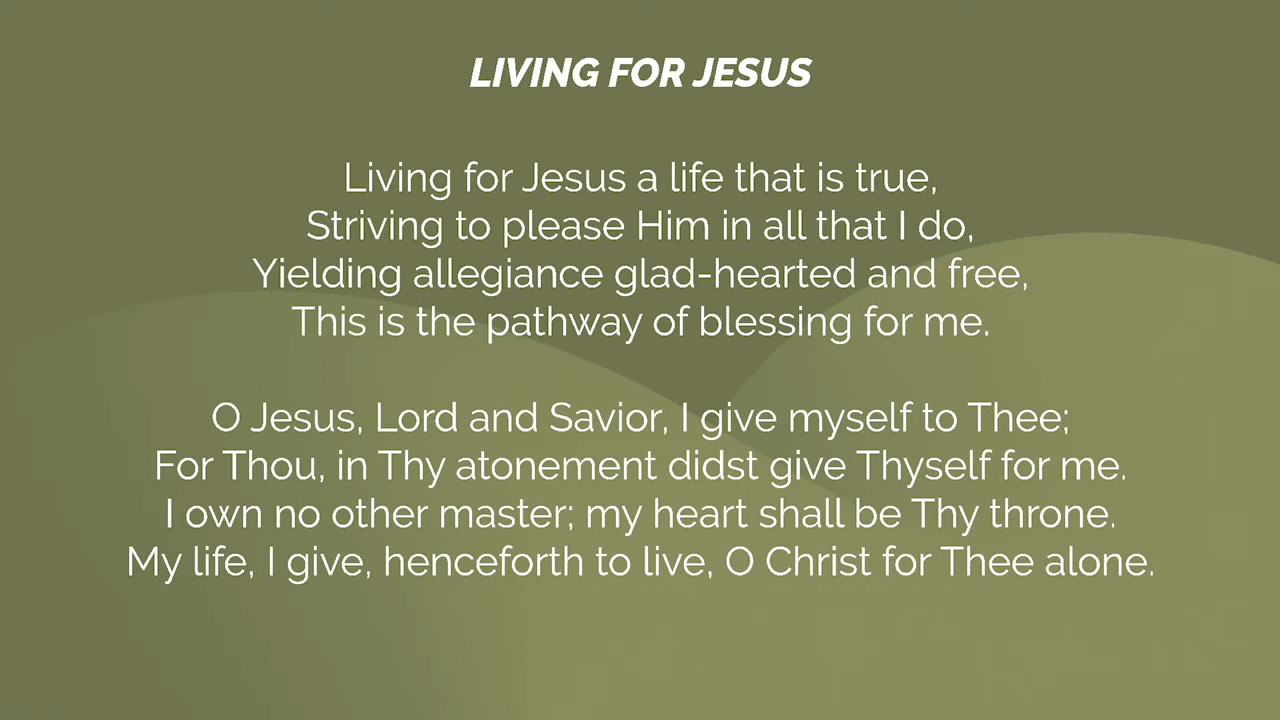 LIVING FOR JESUS
Living for Jesus a life that is true,
Striving to please Him in all that I do,
Yielding allegiance glad-hearted and free,
This is the pathway of blessing for me.
O Jesus, Lord and Savior, I give myself to Thee;
For Thou, in Thy atonement didst give Thyself for me.
I own no other master; my heart shall be Thy throne.
My life, I give, henceforth to live, O Christ for Thee alone.